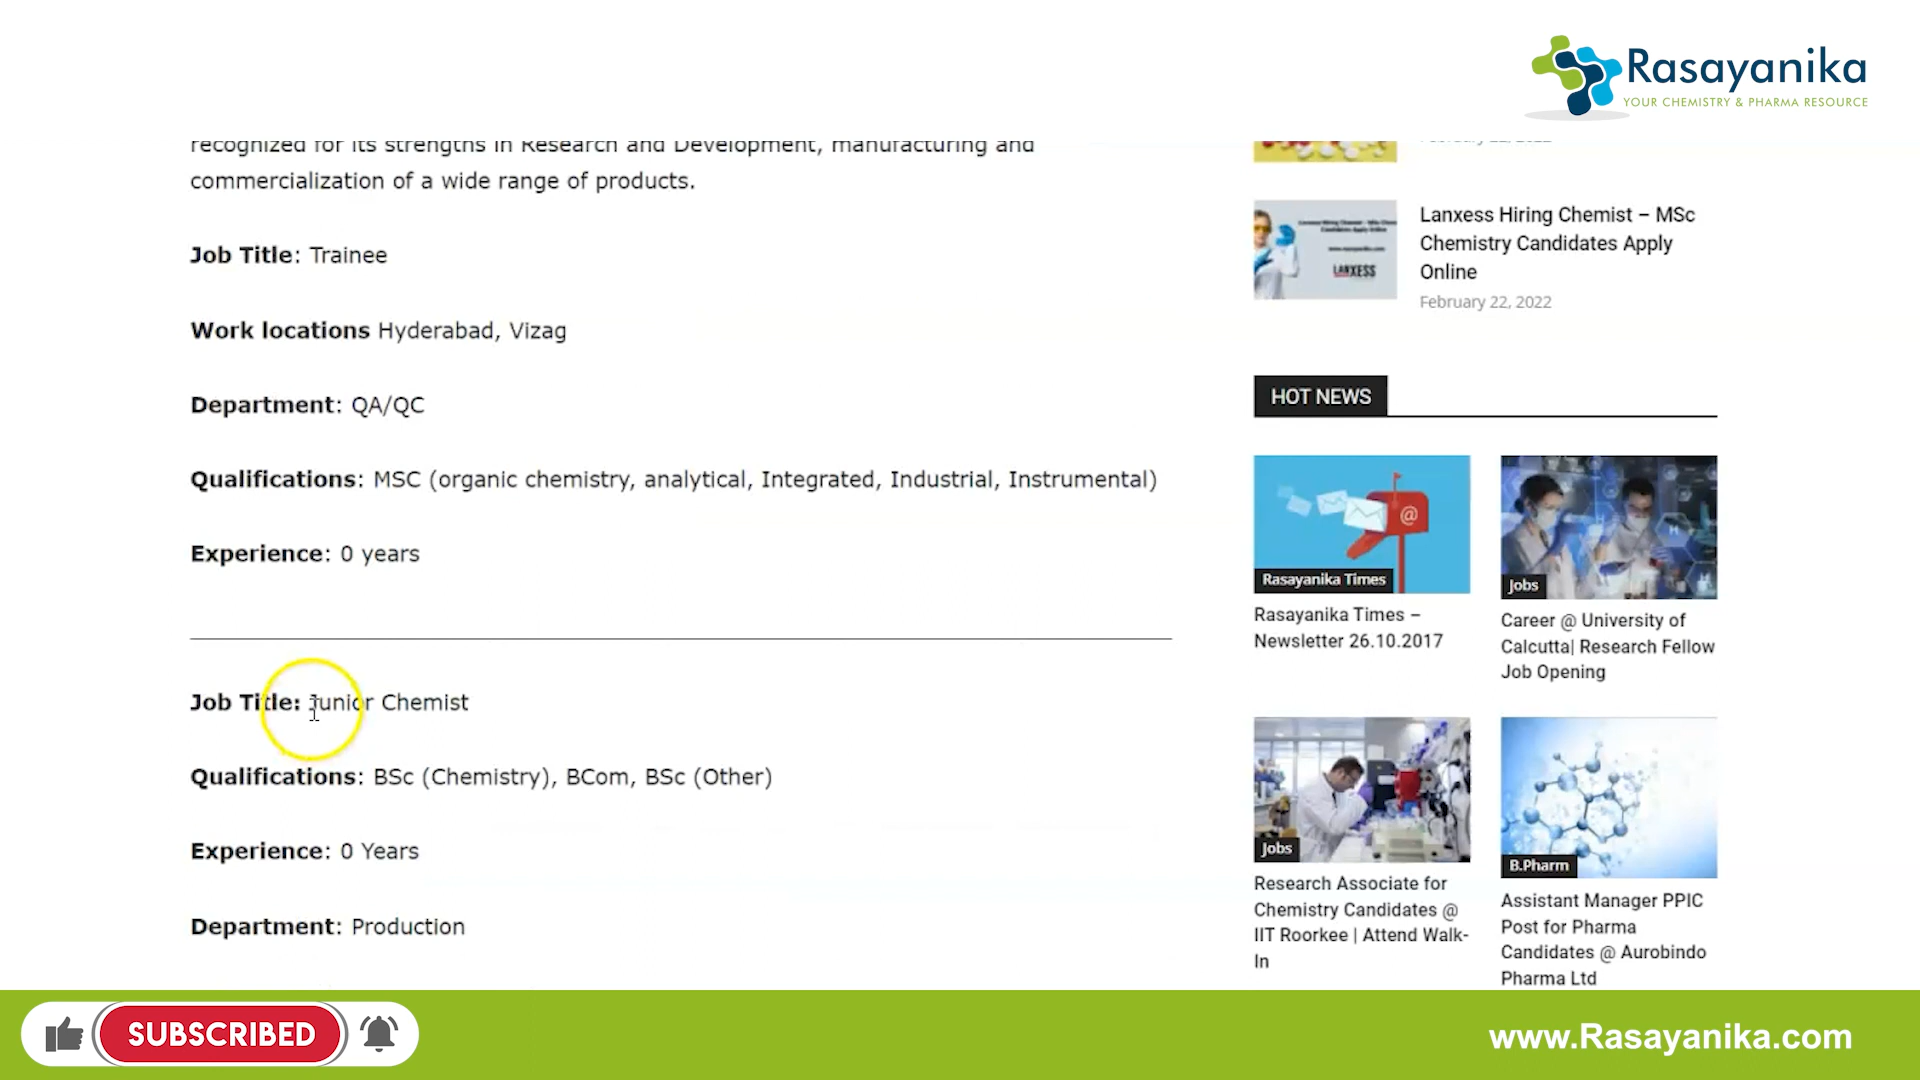 Rasayanika
YOUR CHEMISTRY & PHARMA RESOURCE
recognized for its strengths in Research and Development, manufacturing and
commercialization of a wide range of products.
Job Title: Trainee
Work locations Hyderabad, Vizag
Department: QA/QC
Qualifications: MSC (organic chemistry, analytical, Integrated, Industrial, Instrumental)
Experience: 0 years
Job Title: Junior Chemist
Qualifications: BSc (Chemistry), BCom, BSc (Other)
Experience: 0 Years
Department: Production
February 22, 2022
LANXESS
Lanxess Hiring Chemist – MSc
Chemistry Candidates Apply
Online
February 22, 2022
HOT NEWS
@
Rasayanika Times
Rasayanika Times –
Newsletter 26.10.2017
Jobs
Career @ University of
Calcutta| Research Fellow
Job Opening
Jobs
Research Associate for
Chemistry Candidates @
IIT Roorkee | Attend Walk-
In
B.Pharm
Assistant Manager PPIC
Post for Pharma
Candidates @ Aurobindo
Pharma Ltd
SUBSCRIBED
www.Rasayanika.com